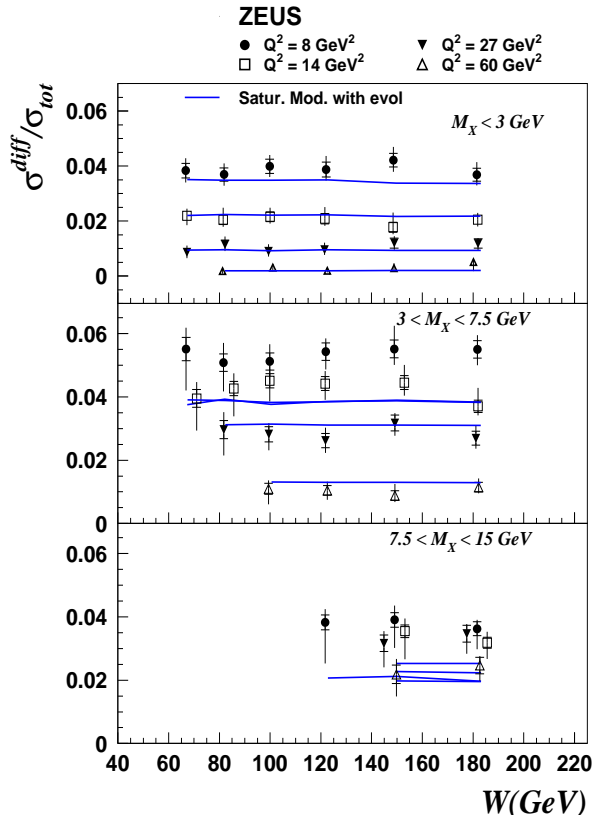 ZEUS
● Q² = 8 GeV² ▼ Q² = 27 GeV²
□ Q² = 14 GeV² △ Q² = 60 GeV²
σ^diff/σ_tot
Satur. Mod. with evol
M_X < 3 GeV
0.06
0.04
0.02
0
3 < M_X < 7.5 GeV
0.06
0.04
0.02
0
7.5 < M_X < 15 GeV
0.06
0.04
0.02
0
40 60 80 100 120 140 160 180 200 220
W(GeV)